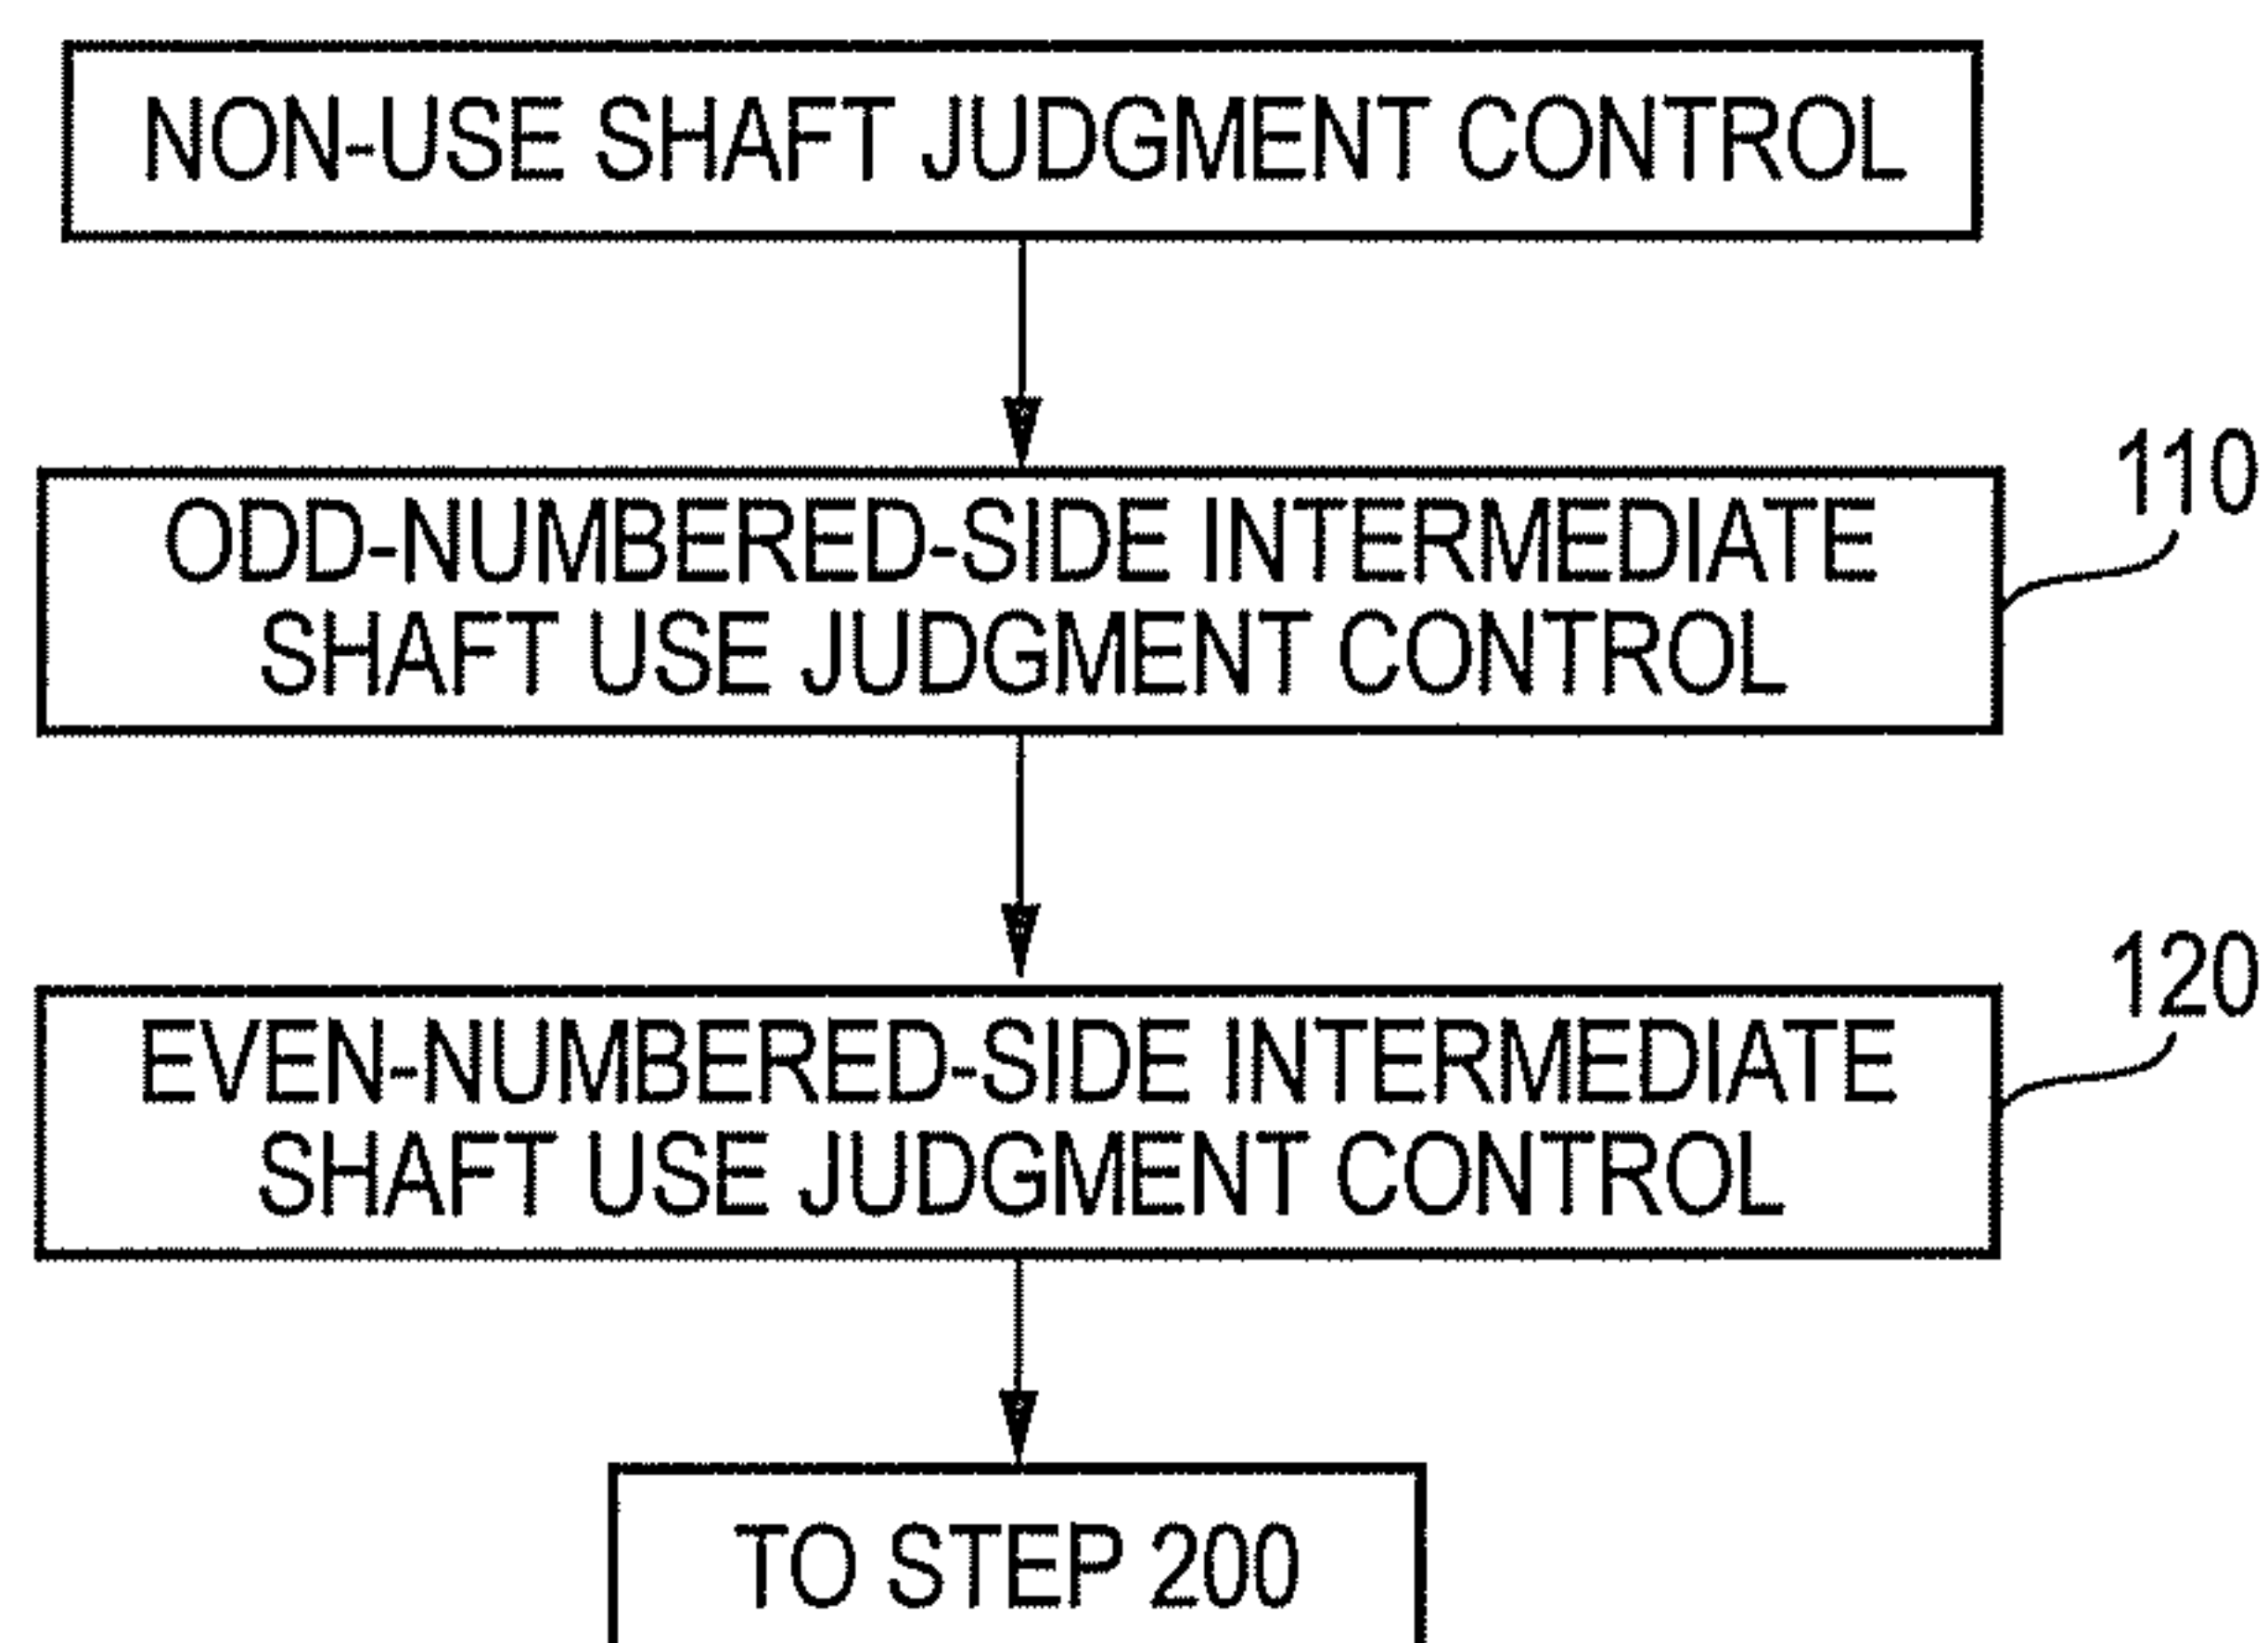 NON-USE SHAFT JUDGMENT CONTROL
110
ODD-NUMBERED-SIDE INTERMEDIATE
SHAFT USE JUDGMENT CONTROL
120
EVEN-NUMBERED-SIDE INTERMEDIATE
SHAFT USE JUDGMENT CONTROL
TO STEP 200